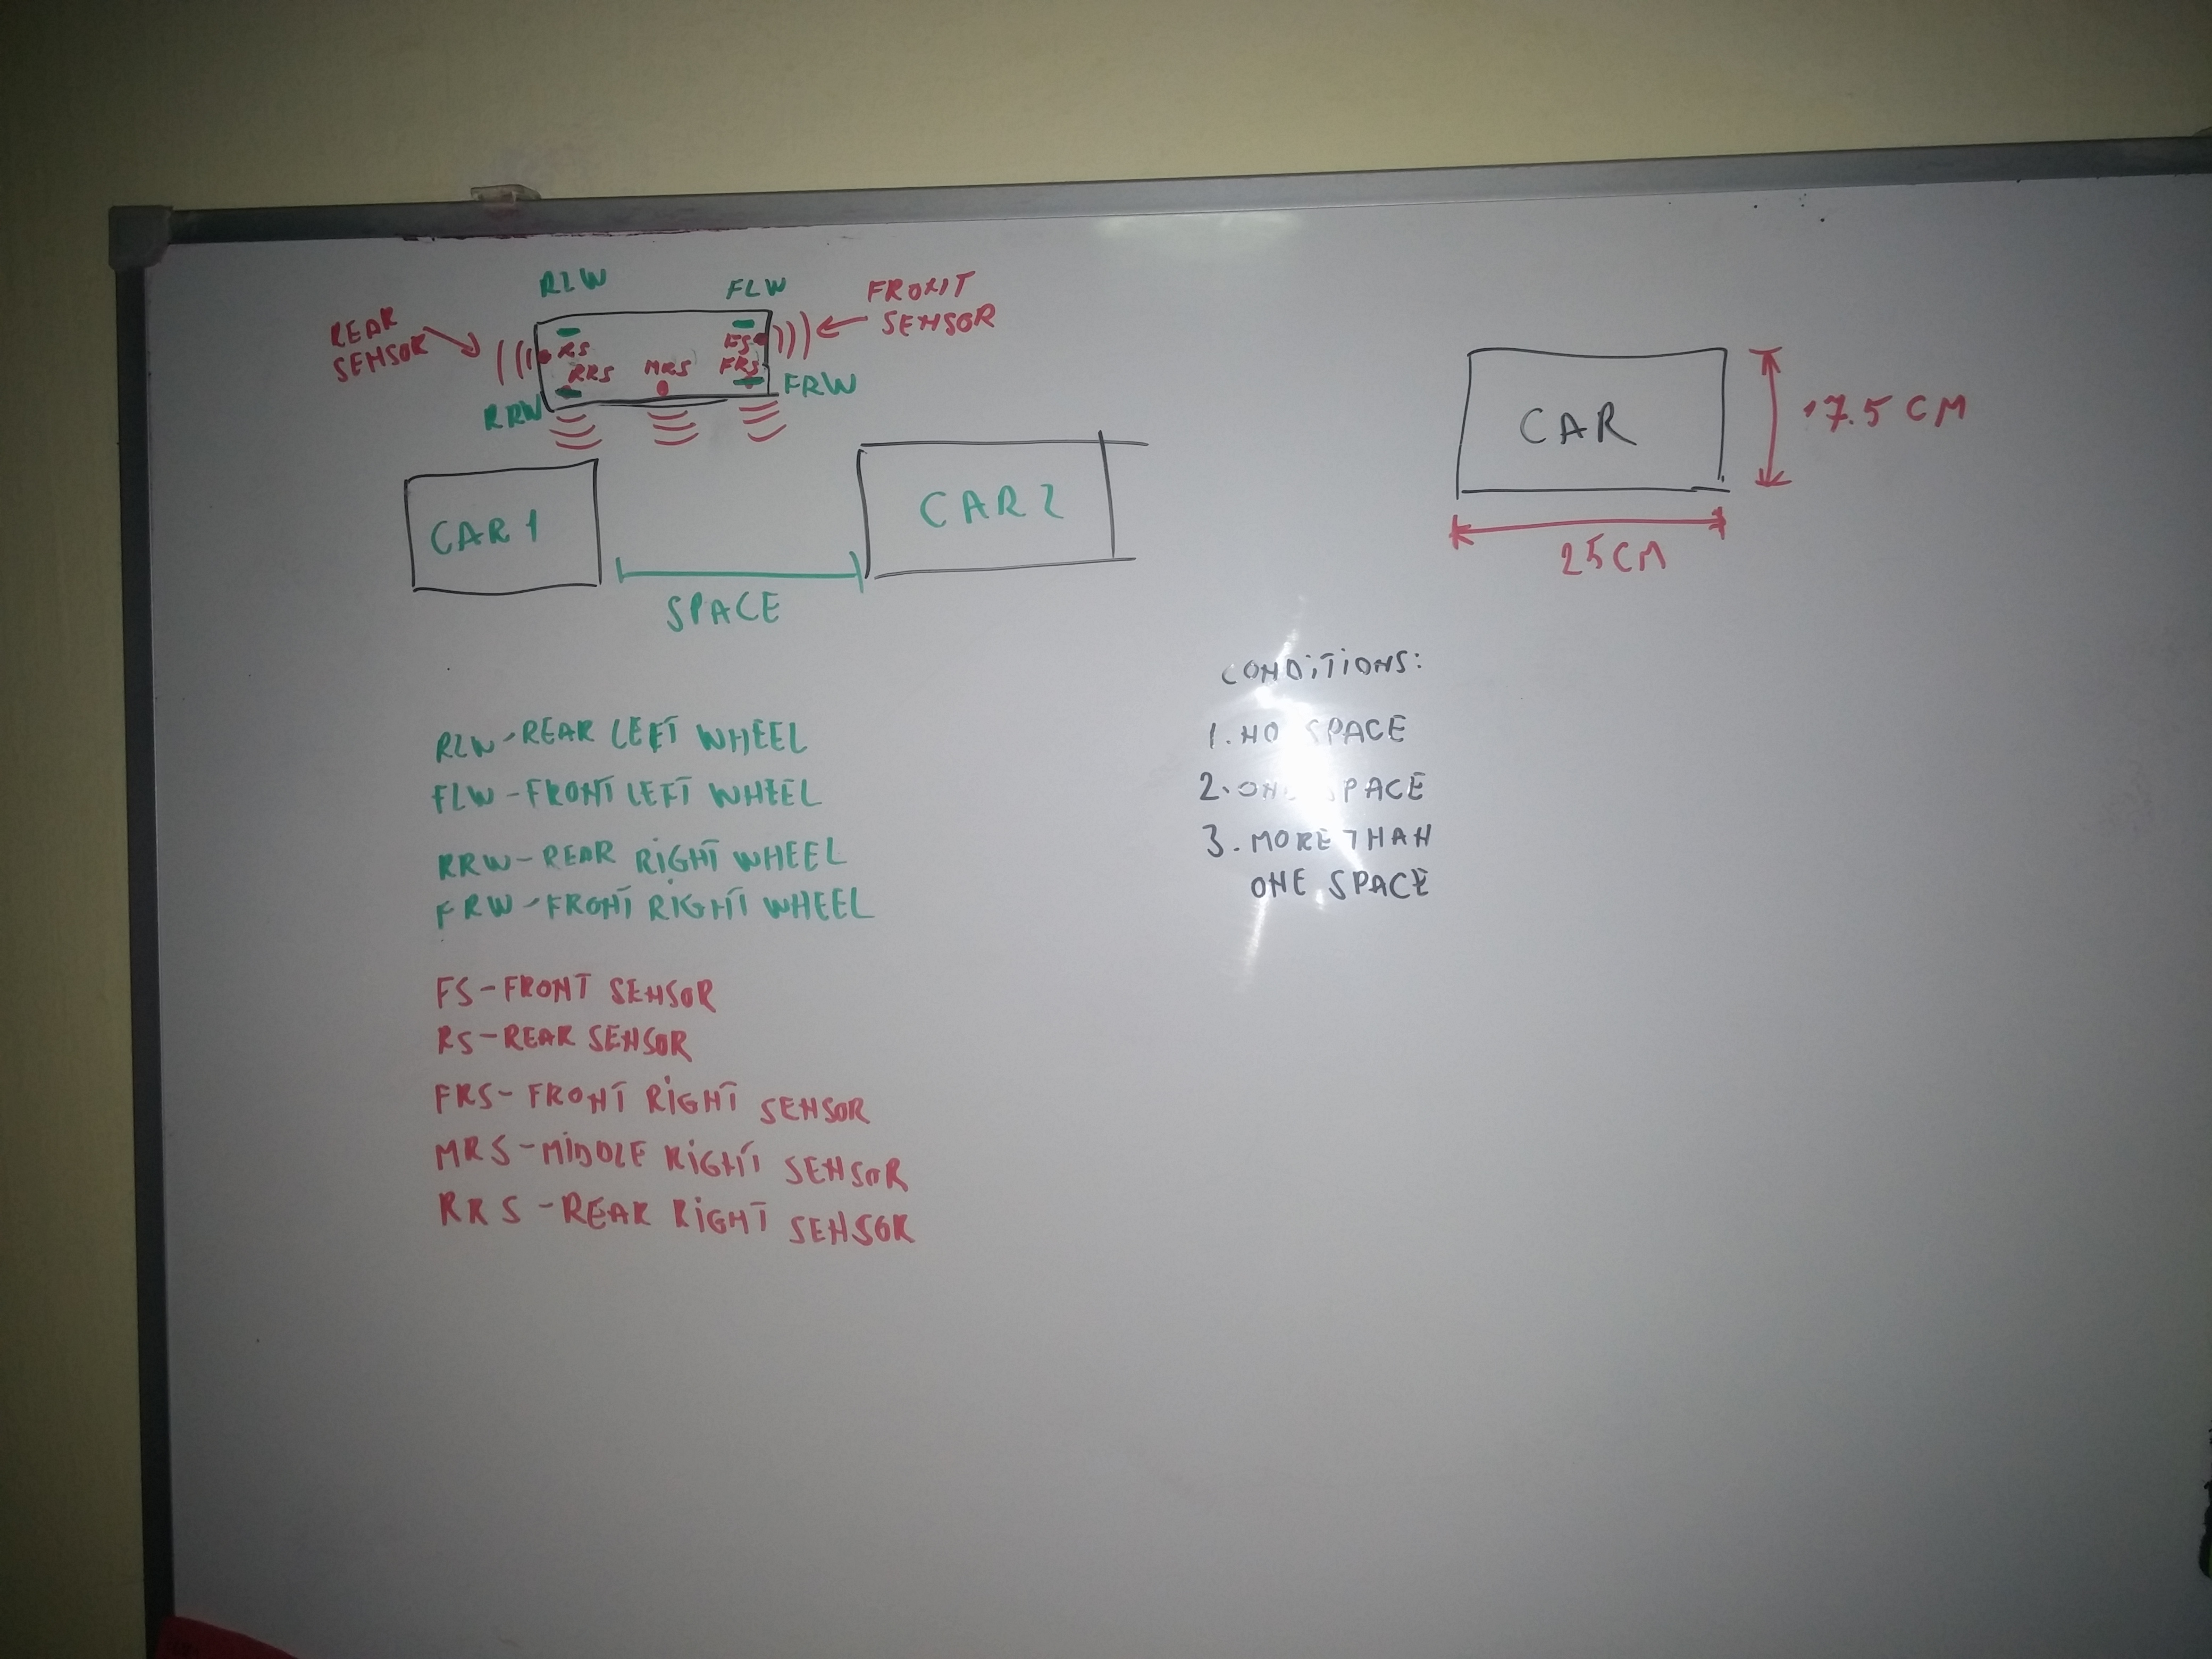 RLW
FLW
FRONT
SENSOR
REAR
SENSOR
RS
FS
RRS
MRS
FRS
RRW
FRW
CAR 1
CAR 2
SPACE
CAR
17.5 CM
25 CM
CONDITIONS:
1. NO SPACE
2. ONE SPACE
3. MORE THAN
ONE SPACE
RLW - REAR LEFT WHEEL
FLW - FRONT LEFT WHEEL
RRW - REAR RIGHT WHEEL
FRW - FRONT RIGHT WHEEL
FS - FRONT SENSOR
RS - REAR SENSOR
FRS - FRONT RIGHT SENSOR
MRS - MIDDLE RIGHT SENSOR
RRS - REAR RIGHT SENSOR